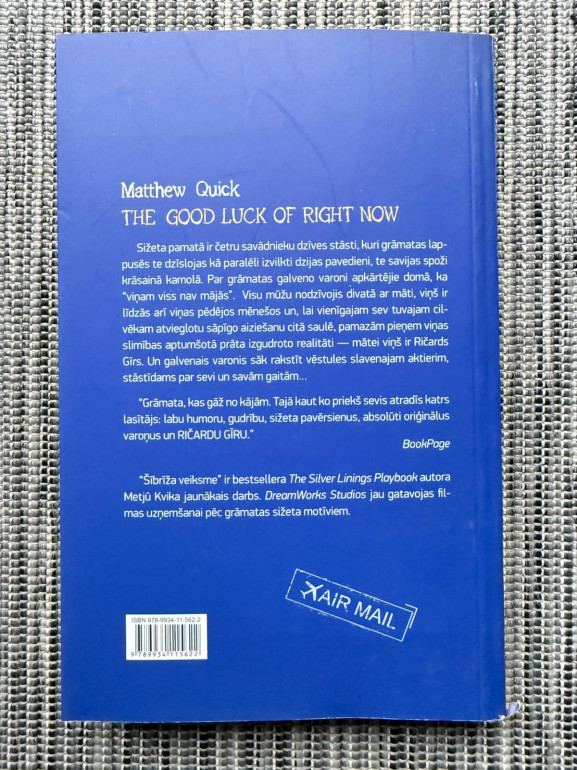 Matthew Quick
THE GOOD LUCK OF RIGHT NOW
Sižeta pamatā ir četru savādnieku dzīves stāsti, kuri grāmatas lap-
pusēs te dzīslojas kā paralēli izvilkti dzijas pavedieni, te savijas spoži
krāsainā kamolā. Par grāmatas galveno varoni apkārtējie domā, ka
“viņam viss nav mājās”. Visu mūžu nodzīvojis divatā ar māti, viņš ir
līdzās arī viņas pēdējos mēnešos un, lai vienīgajam sev tuvajam cil-
vēkam atvieglotu sāpīgo aiziešanu citā saulē, pamazām pieņem viņas
slimības aptumšotā prāta izgudroto realitāti — mātei viņš ir Ričards
Gīrs. Un galvenais varonis sāk rakstīt vēstules slavenajam aktierim,
stāstīdams par sevi un savām gaitām...
“Grāmata, kas gāž no kājām. Tajā kaut ko priekš sevis atradīs katrs
lasītājs: labu humoru, gudrību, sižeta pavērsienus, absolūti oriģinālus
varoņus un RIČARDU GĪRU.”
BookPage
“Šībrīža veiksme” ir bestsellera The Silver Linings Playbook autora
Metjū Kvika jaunākais darbs. DreamWorks Studios jau gatavojas fil-
mas uzņemšanai pēc grāmatas sižeta motīviem.
AIR MAIL
ISBN 978-9934-11-562-2
9 789934 115622